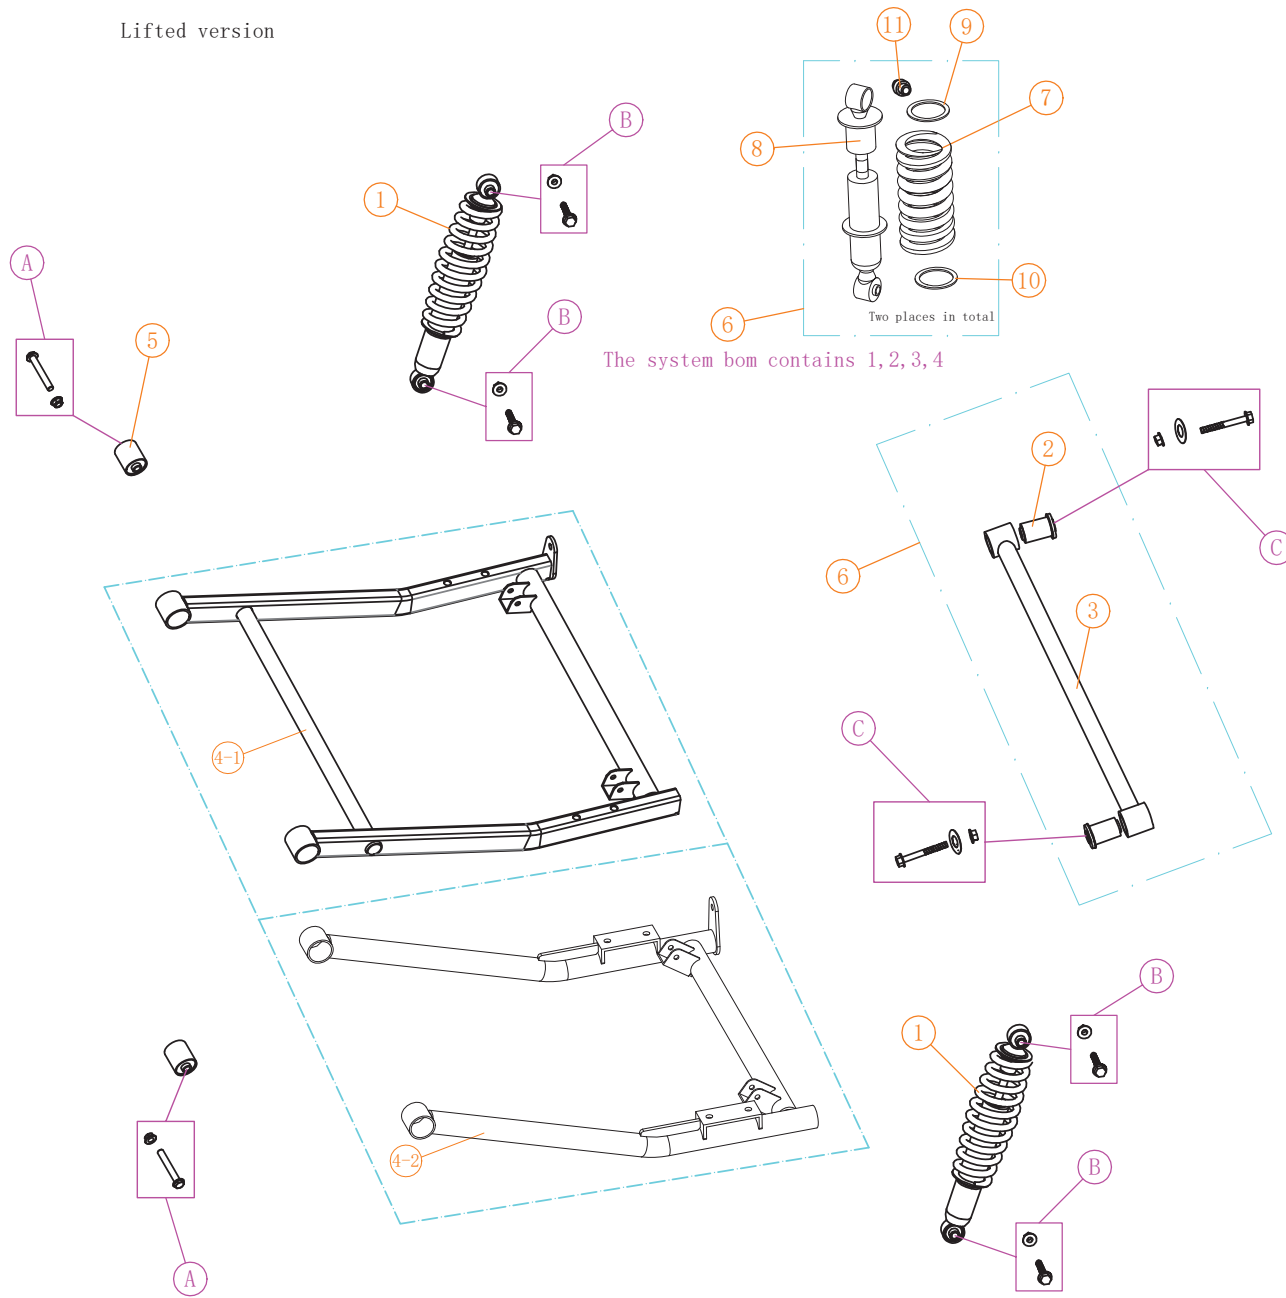 Lifted version
11
9
7
B
8
1
A
10
B
Two places in total
6
5
The system bom contains 1,2,3,4
2
C
6
3
C
4-1
B
1
4-2
B
A